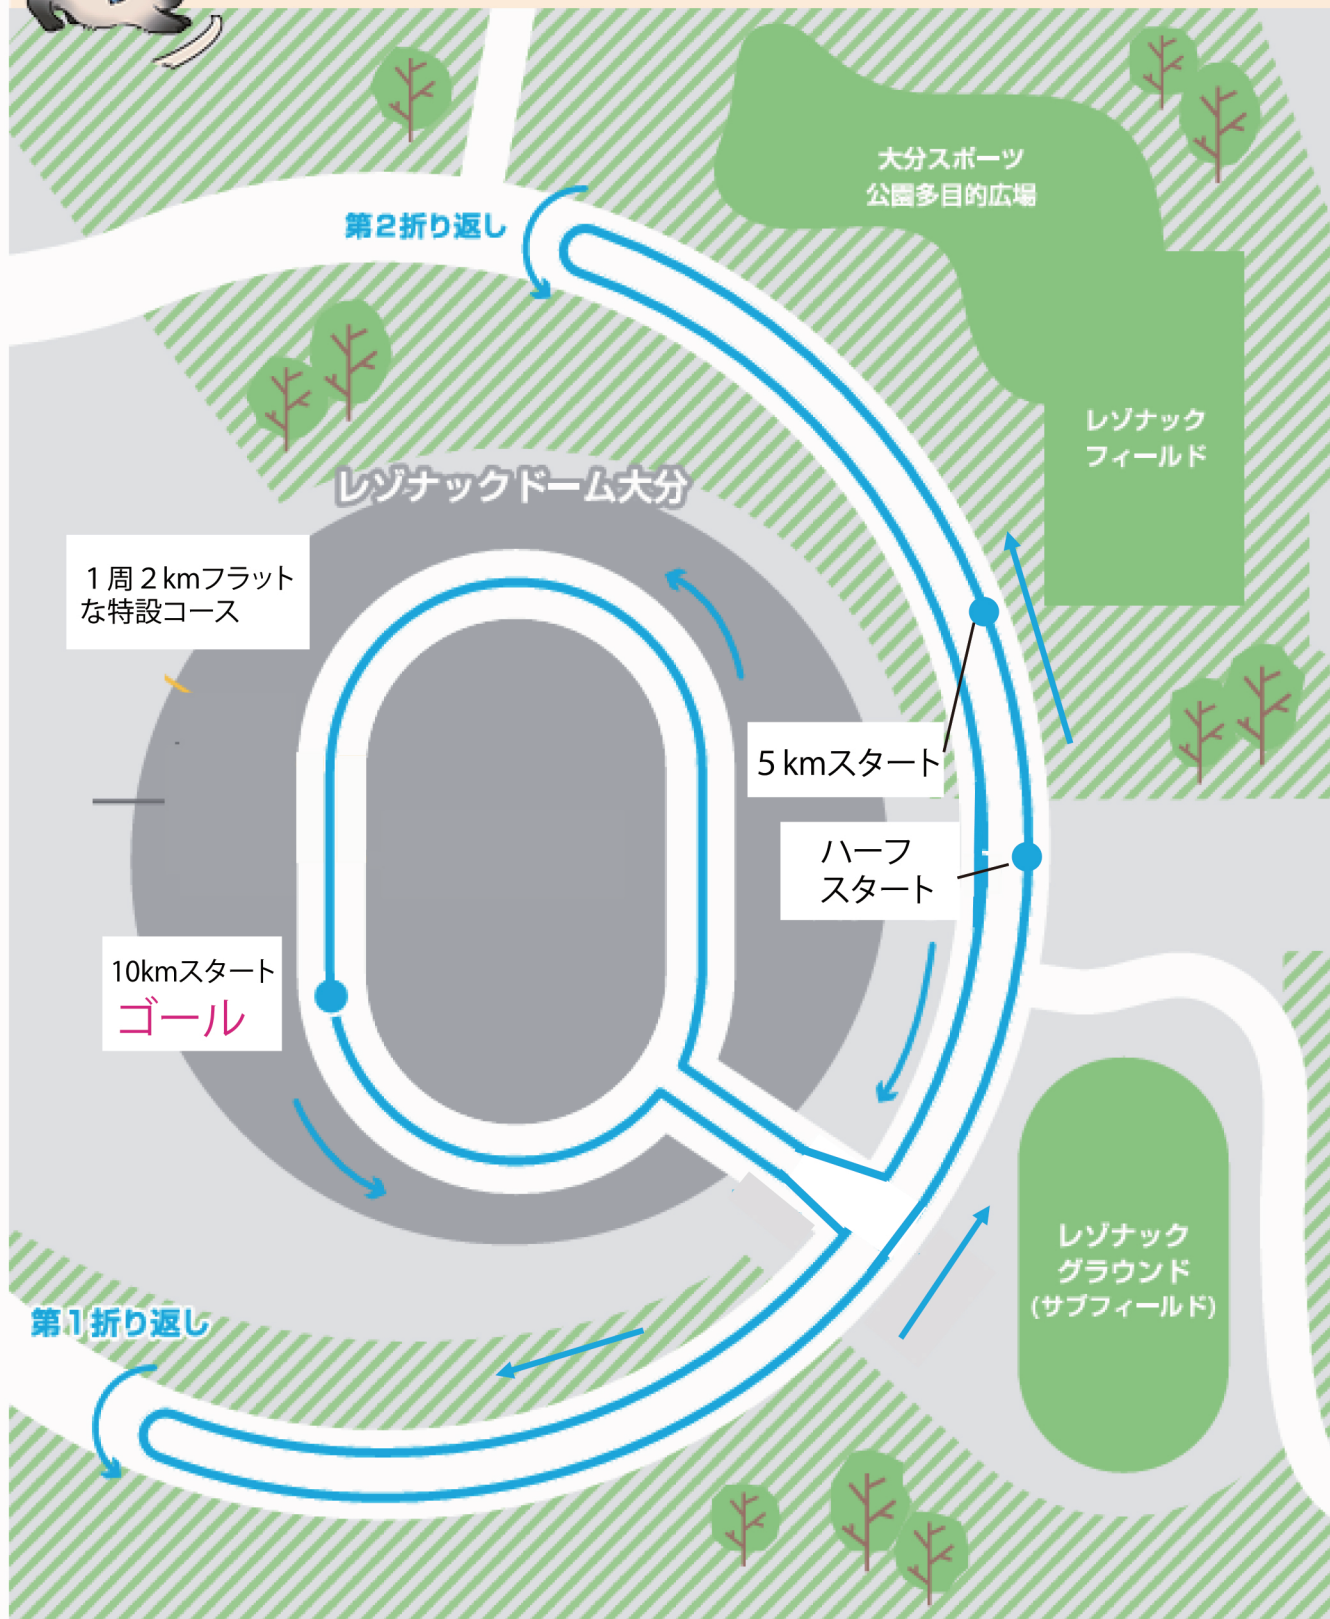 大分スポーツ
公園多目的広場
第2折り返し
レゾナック
フィールド
レゾナックドーム大分
1周2kmフラット
な特設コース
5kmスタート
ハーフ
スタート
10kmスタート
ゴール
レゾナック
グラウンド
(サブフィールド)
第1折り返し